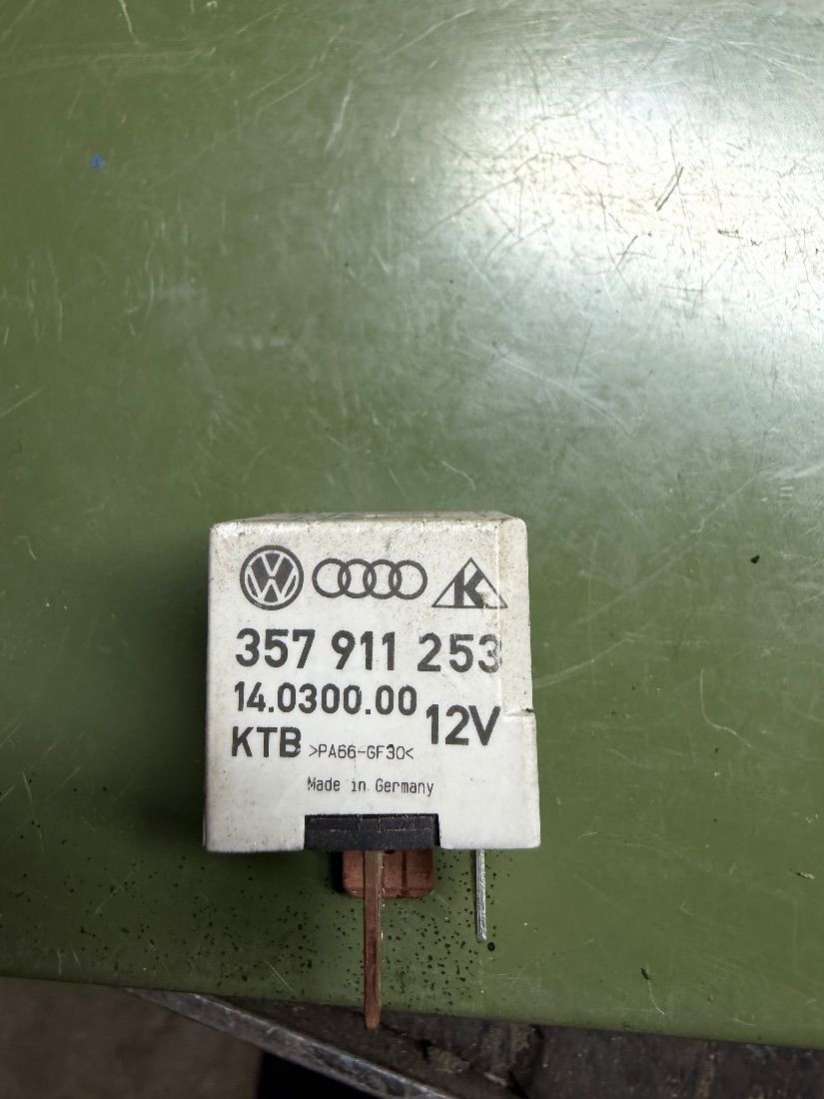 K
357 911 253
14.0300.00
12V
KTB >PA66-GF30<
Made in Germany